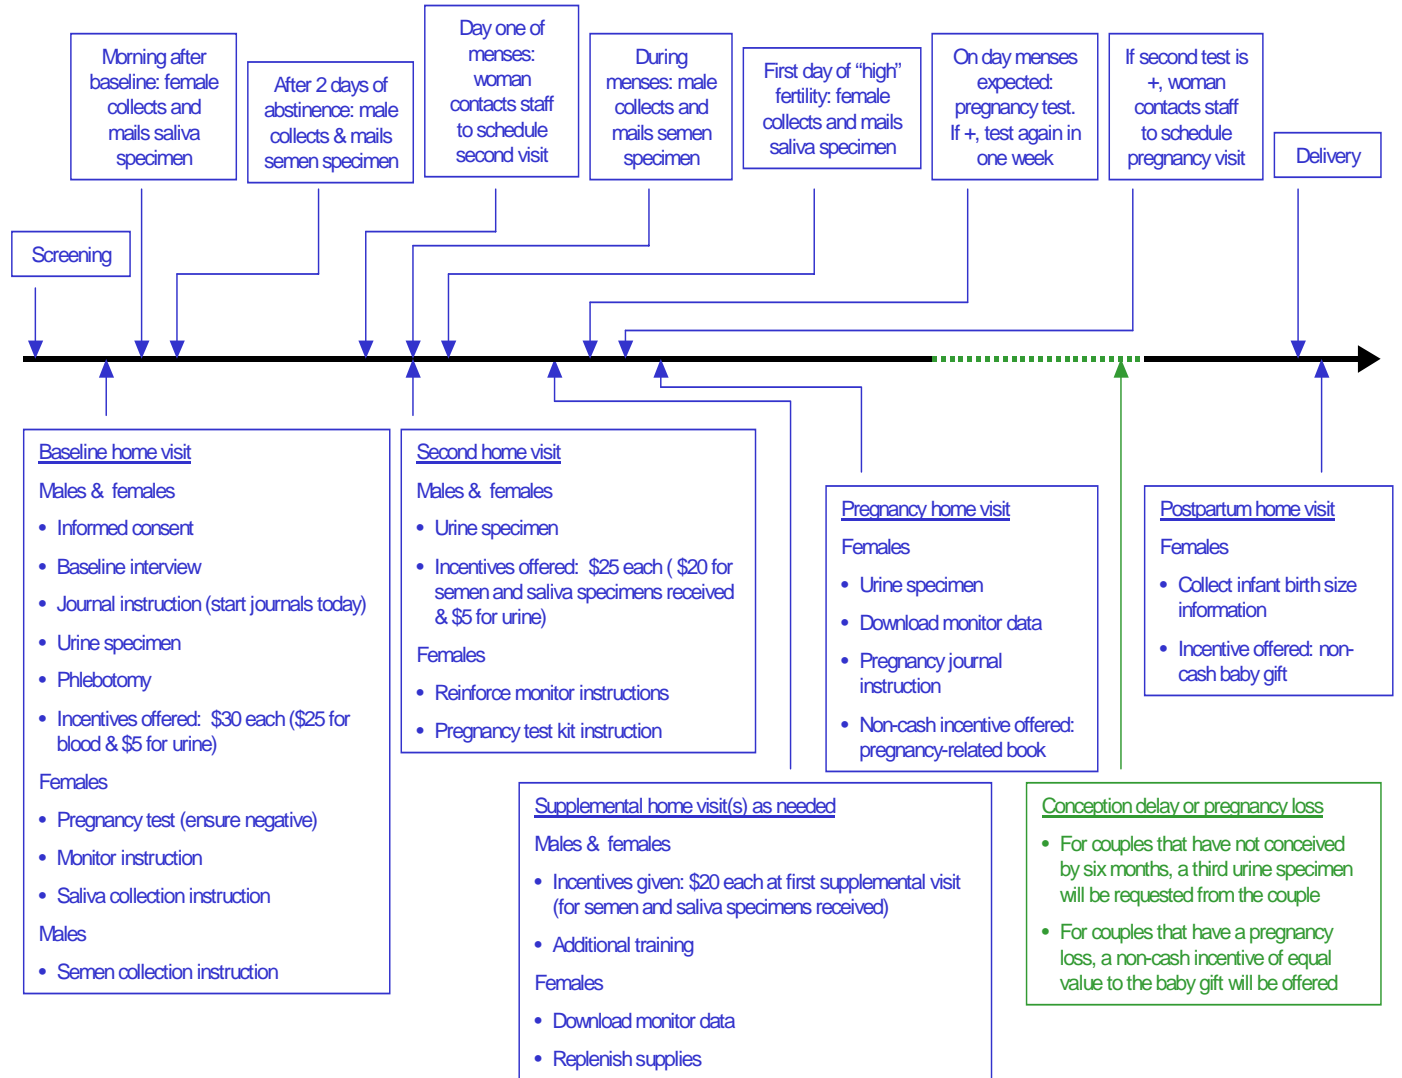 Morning after
baseline: female
collects and
mails saliva
specimen
After 2 days of
abstinence: male
collects & mails
semen specimen
Day one of
menses:
woman
contacts staff
to schedule
second visit
During
menses: male
collects and
mails semen
specimen
First day of “high”
fertility: female
collects and mails
saliva specimen
On day menses
expected:
pregnancy test.
If +, test again in
one week
If second test is
+, woman
contacts staff
to schedule
pregnancy visit
Delivery
Screening
Baseline home visit
Males & females
• Informed consent
• Baseline interview
• Journal instruction (start journals today)
• Urine specimen
• Phlebotomy
• Incentives offered: $30 each ($25 for
blood & $5 for urine)
Females
• Pregnancy test (ensure negative)
• Monitor instruction
• Saliva collection instruction
Males
• Semen collection instruction
Second home visit
Males & females
• Urine specimen
• Incentives offered: $25 each ( $20 for
semen and saliva specimens received
& $5 for urine)
Females
• Reinforce monitor instructions
• Pregnancy test kit instruction
Supplemental home visit(s) as needed
Males & females
• Incentives given: $20 each at first supplemental visit
(for semen and saliva specimens received)
• Additional training
Females
• Download monitor data
• Replenish supplies
Pregnancy home visit
Females
• Urine specimen
• Download monitor data
• Pregnancy journal
instruction
• Non-cash incentive offered:
pregnancy-related book
Conception delay or pregnancy loss
• For couples that have not conceived
by six months, a third urine specimen
will be requested from the couple
• For couples that have a pregnancy
loss, a non-cash incentive of equal
value to the baby gift will be offered
Postpartum home visit
Females
• Collect infant birth size
information
• Incentive offered: non-
cash baby gift